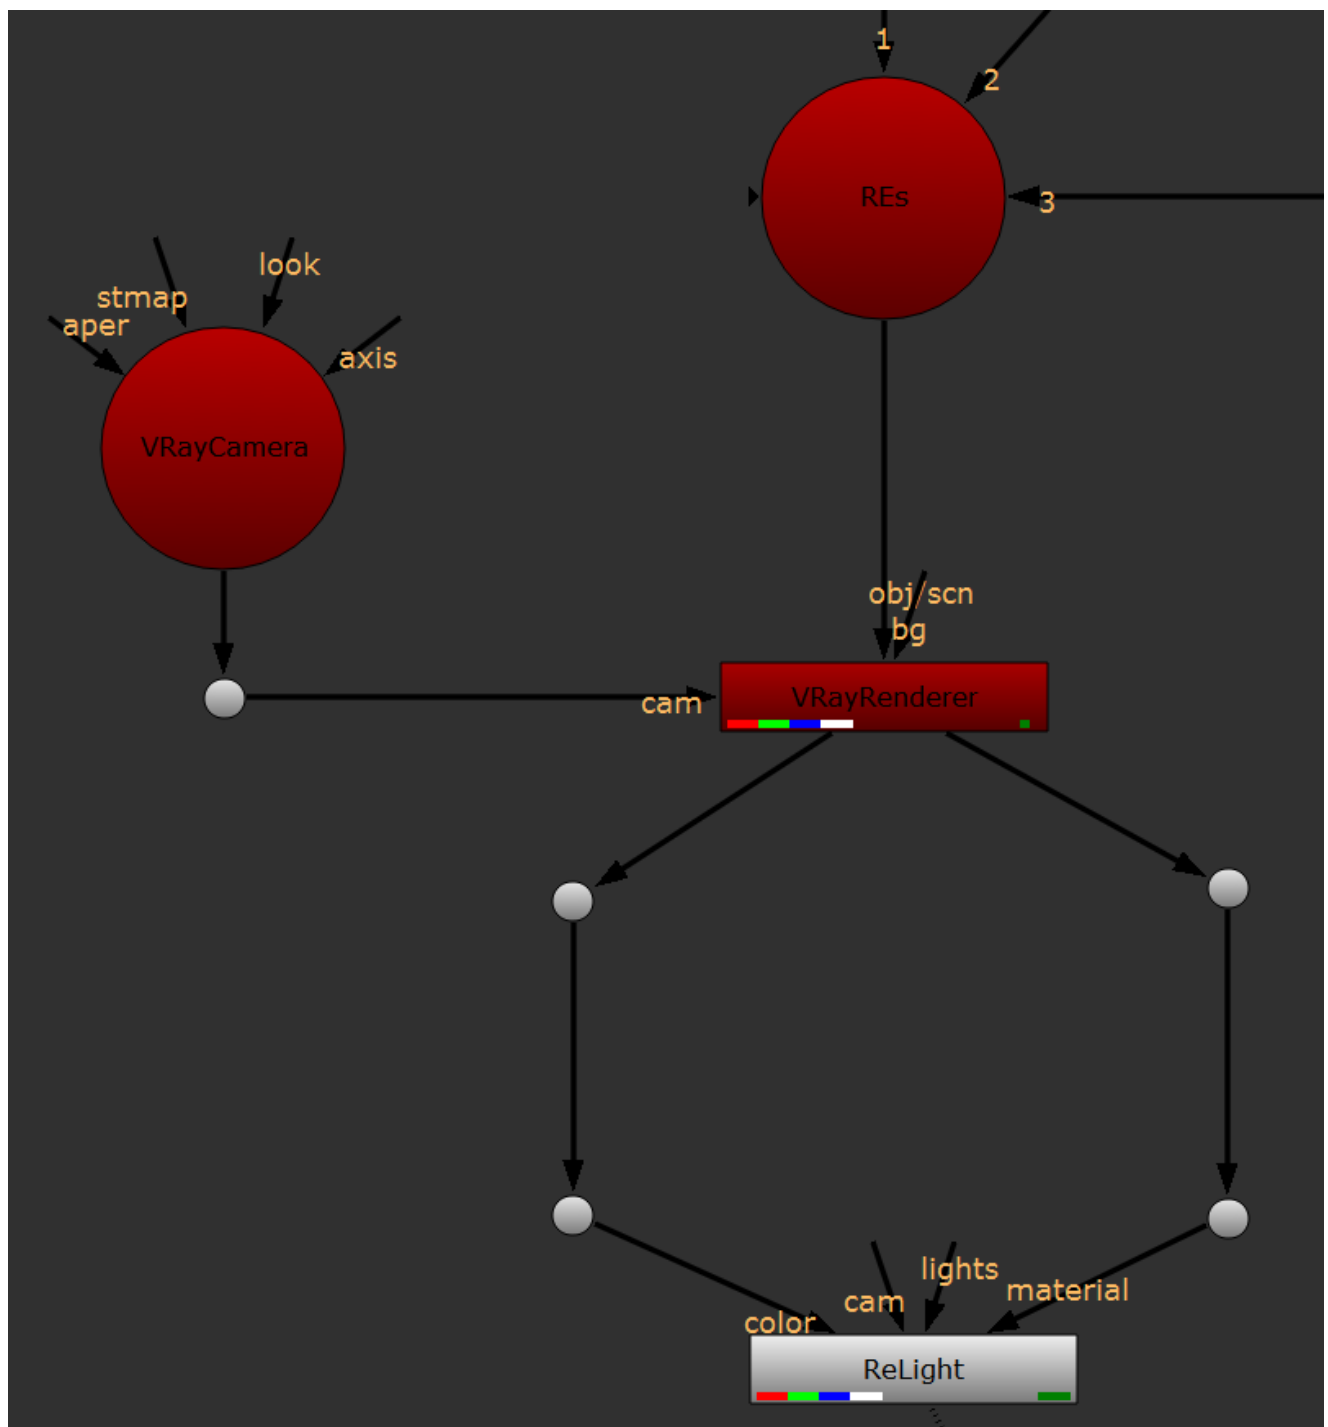 1
2
REs
3
look
stmap
aper
axis
VRayCamera
obj/scn
bg
cam
VRayRenderer
lights
material
cam
color
ReLight